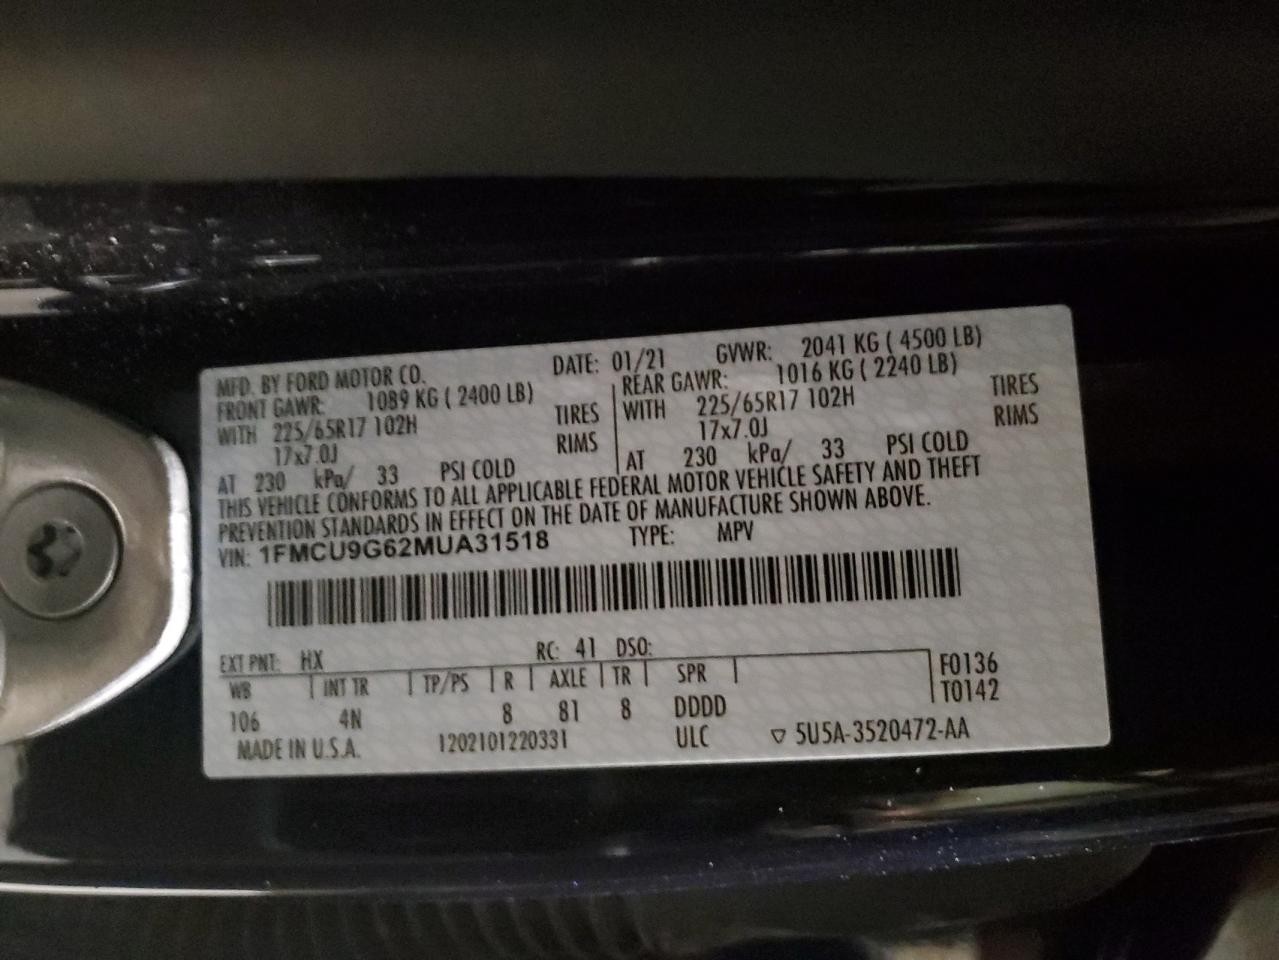 MFD. BY FORD MOTOR CO. DATE: 01/21 GVWR: 2041 KG ( 4500 LB)
FRONT GAWR: 1089 KG ( 2400 LB) REAR GAWR: 1016 KG ( 2240 LB)
WITH 225/65R17 102H TIRES WITH 225/65R17 102H TIRES
17x7.0J RIMS 17x7.0J RIMS
AT 230 kPa/ 33 PSI COLD AT 230 kPa/ 33 PSI COLD
THIS VEHICLE CONFORMS TO ALL APPLICABLE FEDERAL MOTOR VEHICLE SAFETY AND THEFT
PREVENTION STANDARDS IN EFFECT ON THE DATE OF MANUFACTURE SHOWN ABOVE.
VIN: 1FMCU9G62MUA31518 TYPE: MPV
EXT PNT: HX RC: 41 DSO:
WB INT TR TP/PS R AXLE TR SPR F0136
106 4N 8 81 8 DDDD T0142
MADE IN U.S.A. 1202101220331 ULC ▽ 5U5A-3520472-AA